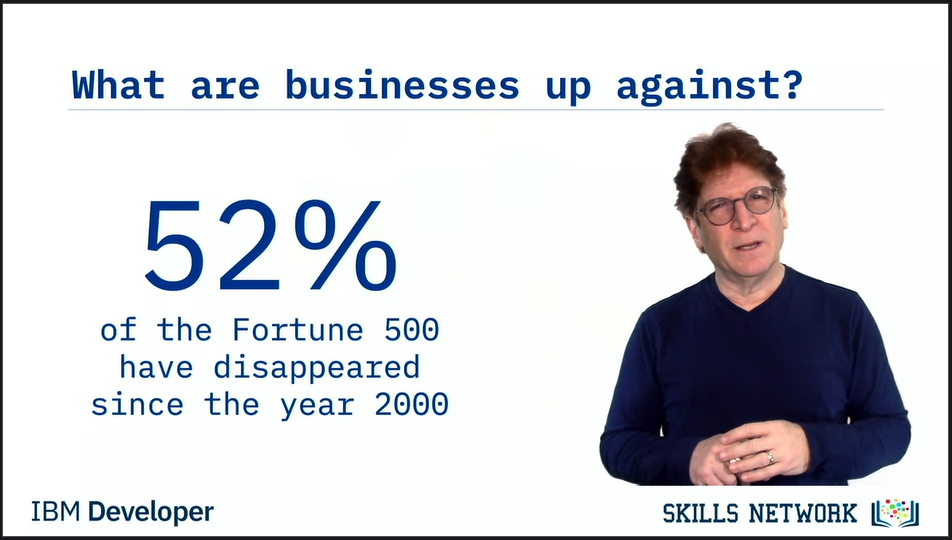 What are businesses up against?
52%
of the Fortune 500
have disappeared
since the year 2000
IBM Developer
SKILLS NETWORK